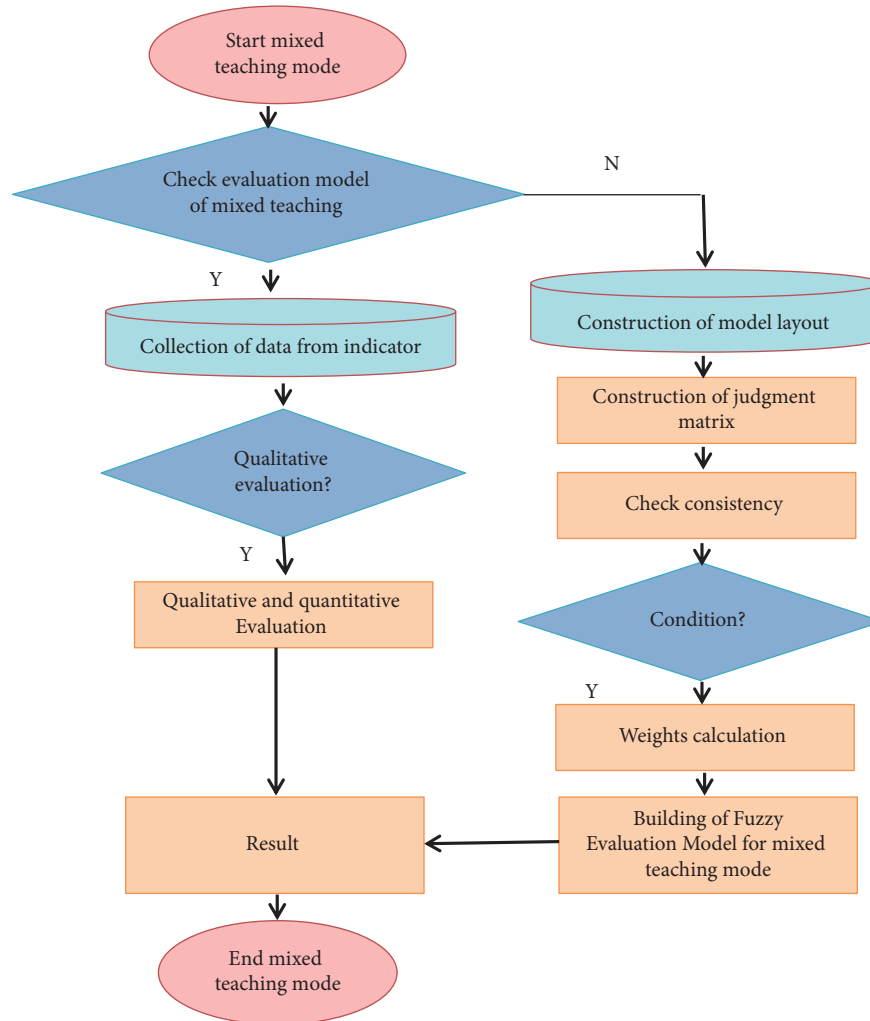 Start mixed
teaching mode
Check evaluation model
of mixed teaching
N
Y
Collection of data from indicator
Construction of model layout
Construction of judgment
matrix
Qualitative
evaluation?
Check consistency
Y
Qualitative and quantitative
Evaluation
Condition?
Y
Weights calculation
Result
Building of Fuzzy
Evaluation Model for mixed
teaching mode
End mixed
teaching mode